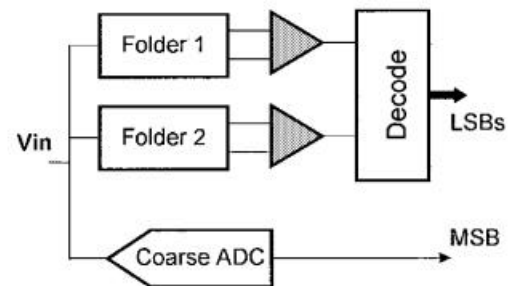 Folder 1
Folder 2
Decode
LSBs
Vin
Coarse ADC
MSB